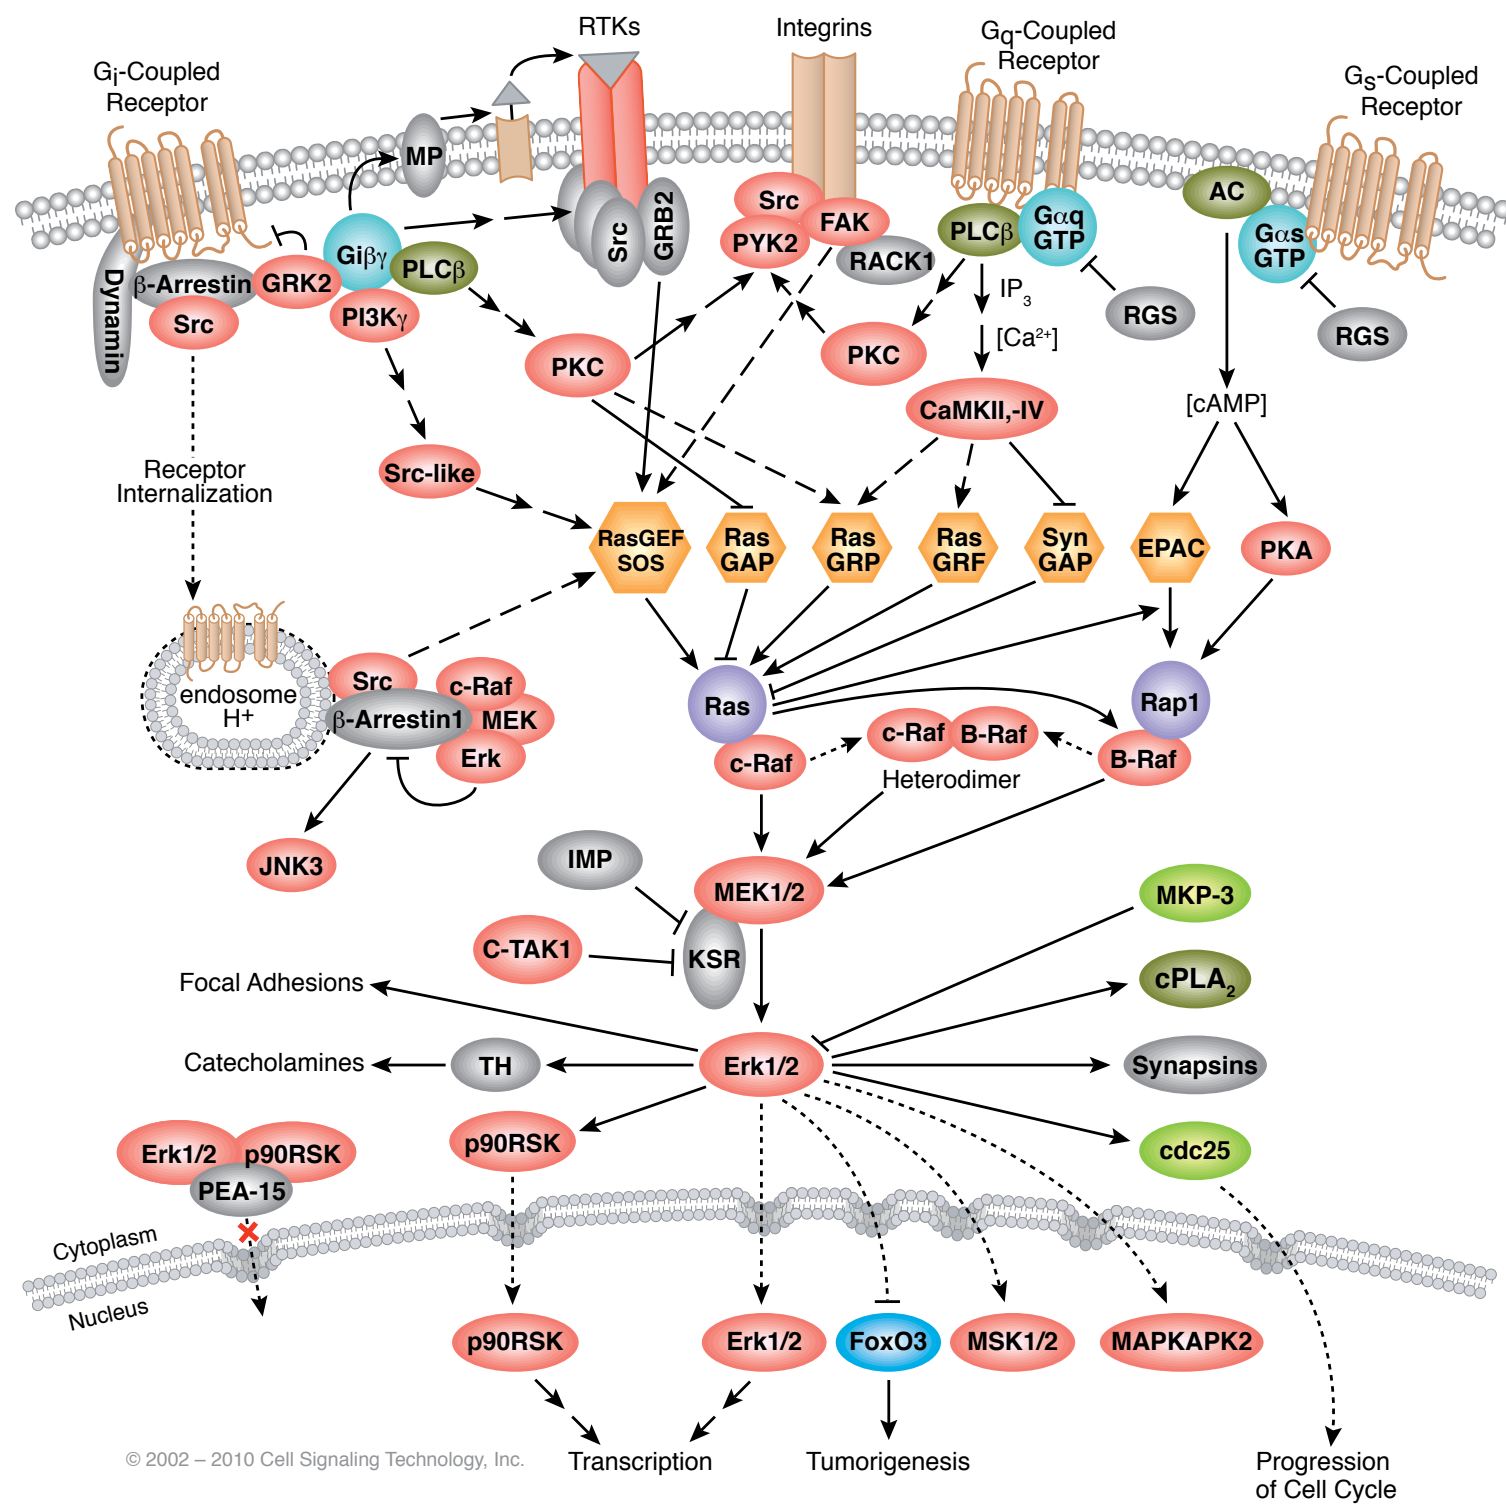 RTKs
Integrins
Gq-Coupled
Receptor
Gi-Coupled
Receptor
Gs-Coupled
Receptor
MP
AC
Src
PYK2
FAK
RACK1
PLCβ
Gαq
GTP
Gαs
GTP
Src
GRB2
Giβγ
PLCβ
Dynamin
β-Arrestin
GRK2
Src
PI3Kγ
IP3
[Ca2+]
RGS
RGS
PKC
PKC
CaMKII,-IV
[cAMP]
Receptor
Internalization
Src-like
RasGEF
SOS
Ras
GAP
Ras
GRP
Ras
GRF
Syn
GAP
EPAC
PKA
endosome
H+
Src
β-Arrestin1
c-Raf
MEK
Erk
Ras
c-Raf
c-Raf
B-Raf
Heterodimer
Rap1
B-Raf
JNK3
IMP
MEK1/2
C-TAK1
KSR
MKP-3
cPLA2
Focal Adhesions
Catecholamines
TH
Erk1/2
Synapsins
p90RSK
cdc25
Erk1/2
p90RSK
PEA-15
Cytoplasm
Nucleus
p90RSK
Erk1/2
FoxO3
MSK1/2
MAPKAPK2
© 2002 – 2010 Cell Signaling Technology, Inc.
Transcription
Tumorigenesis
Progression
of Cell Cycle